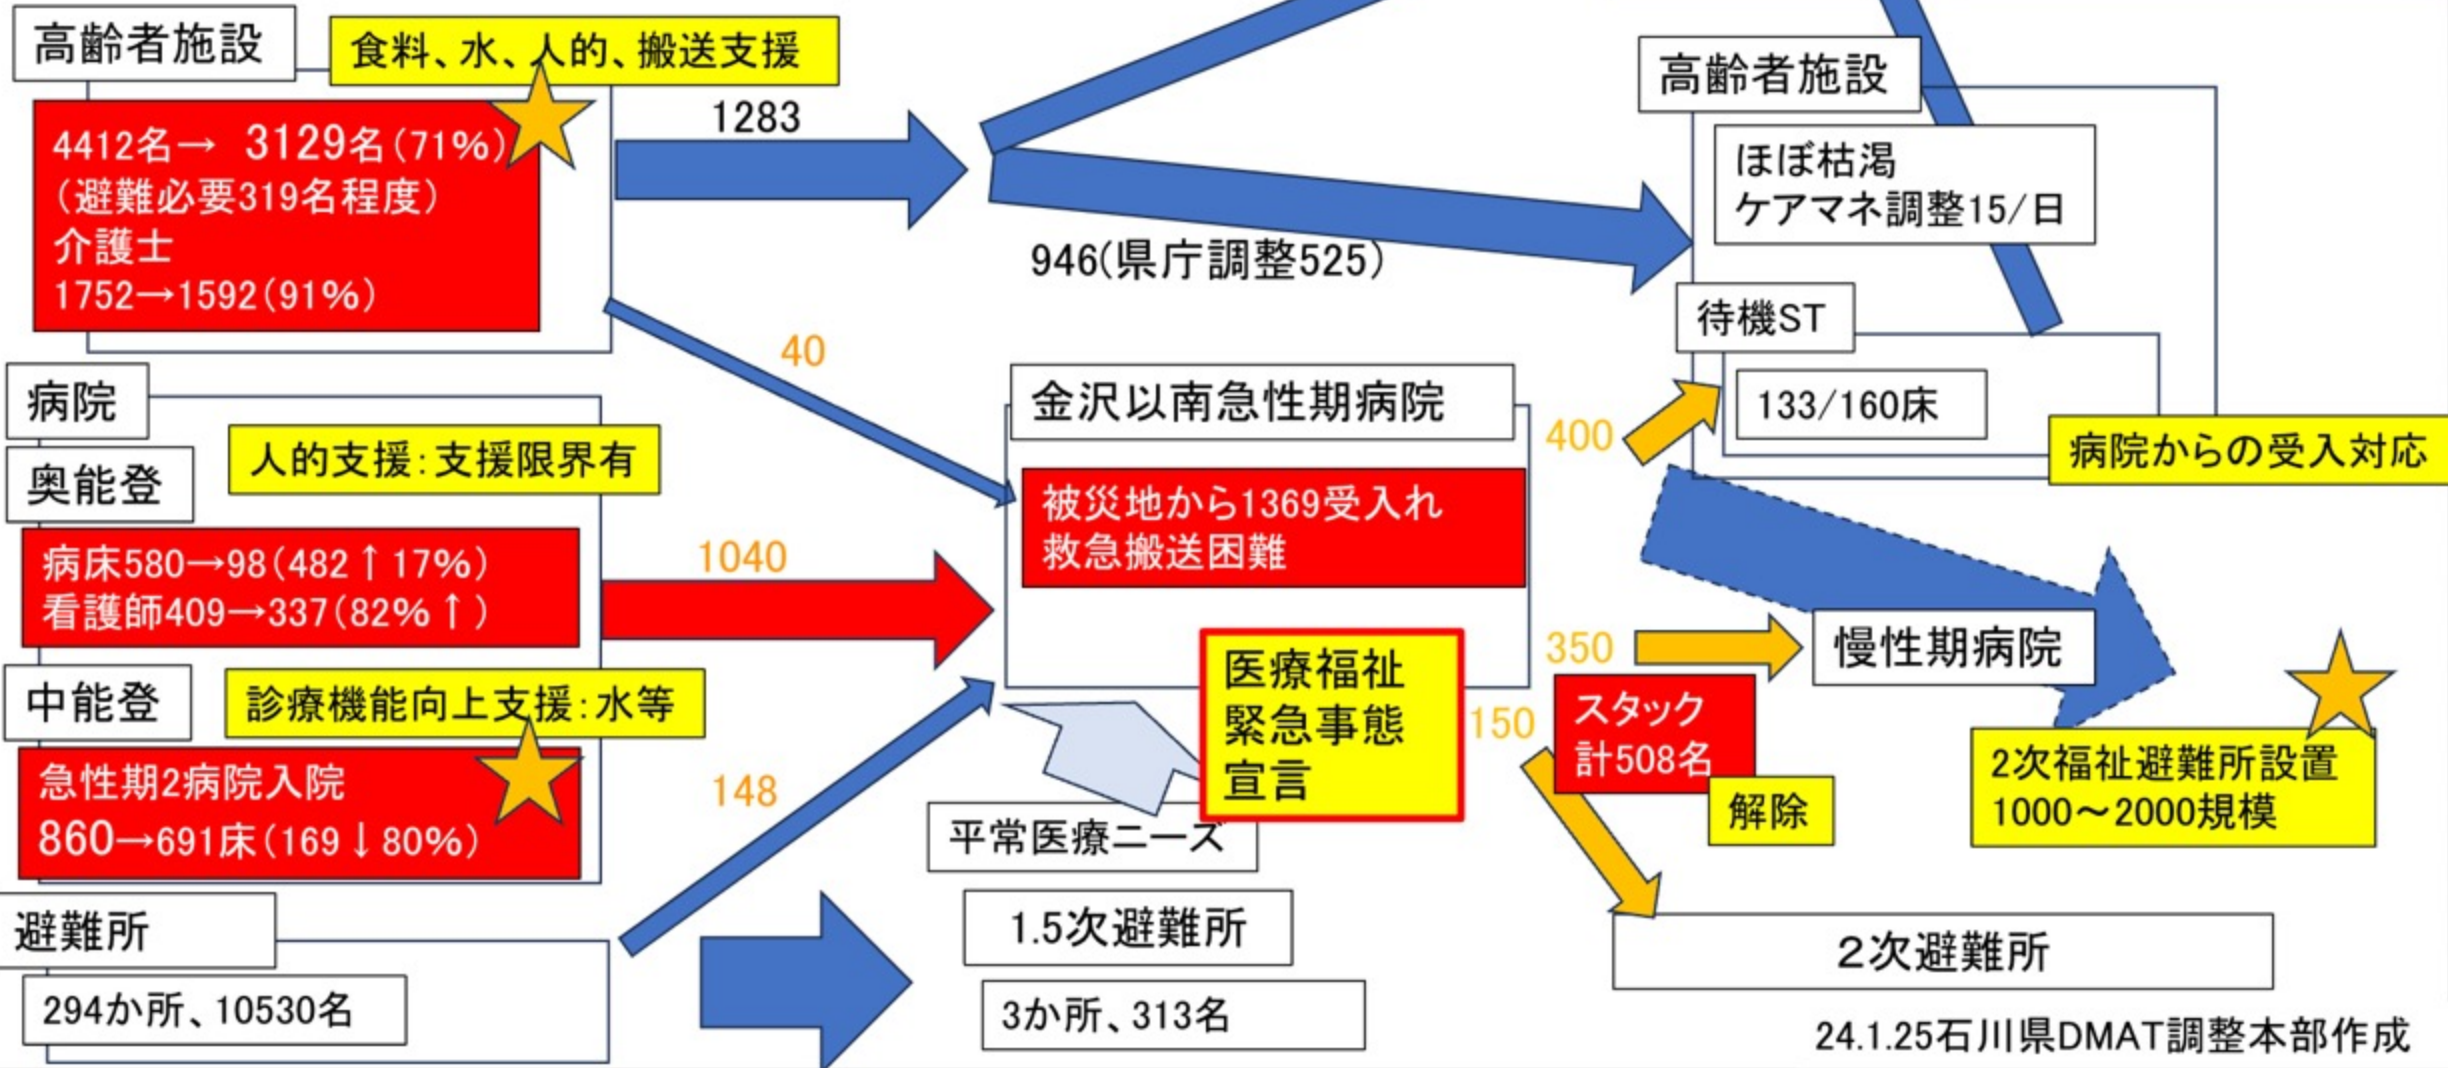 高齢者施設
食料、水、人的、搬送支援
4412名→ 3129名(71%)
(避難必要319名程度)
介護士
1752→1592(91%)
1283
946(県庁調整525)
高齢者施設
ほぼ枯渇
ケアマネ調整15/日
待機ST
133/160床
病院からの受入対応
40
病院
奥能登
人的支援:支援限界有
病床580→98(482↑17%)
看護師409→337(82%↑)
1040
中能登
診療機能向上支援:水等
急性期2病院入院
860→691床(169↓80%)
148
金沢以南急性期病院
被災地から1369受入れ
救急搬送困難
医療福祉
緊急事態
宣言
平常医療ニーズ
400
350
150
慢性期病院
スタック
計508名
解除
2次福祉避難所設置
1000〜2000規模
避難所
294か所、10530名
1.5次避難所
3か所、313名
2次避難所
24.1.25石川県DMAT調整本部作成